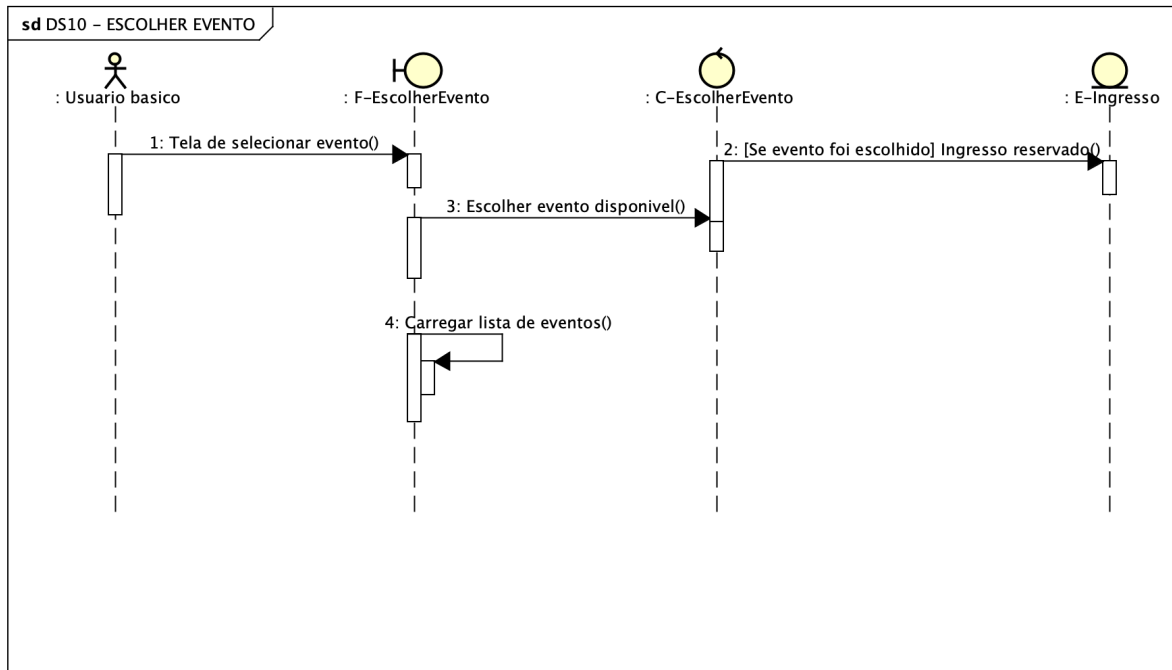 sd DS10 – ESCOLHER EVENTO
: Usuario basico
: F-EscolherEvento
: C-EscolherEvento
: E-Ingresso
1: Tela de selecionar evento()
2: [Se evento foi escolhido] Ingresso reservado()
3: Escolher evento disponivel()
4: Carregar lista de eventos()